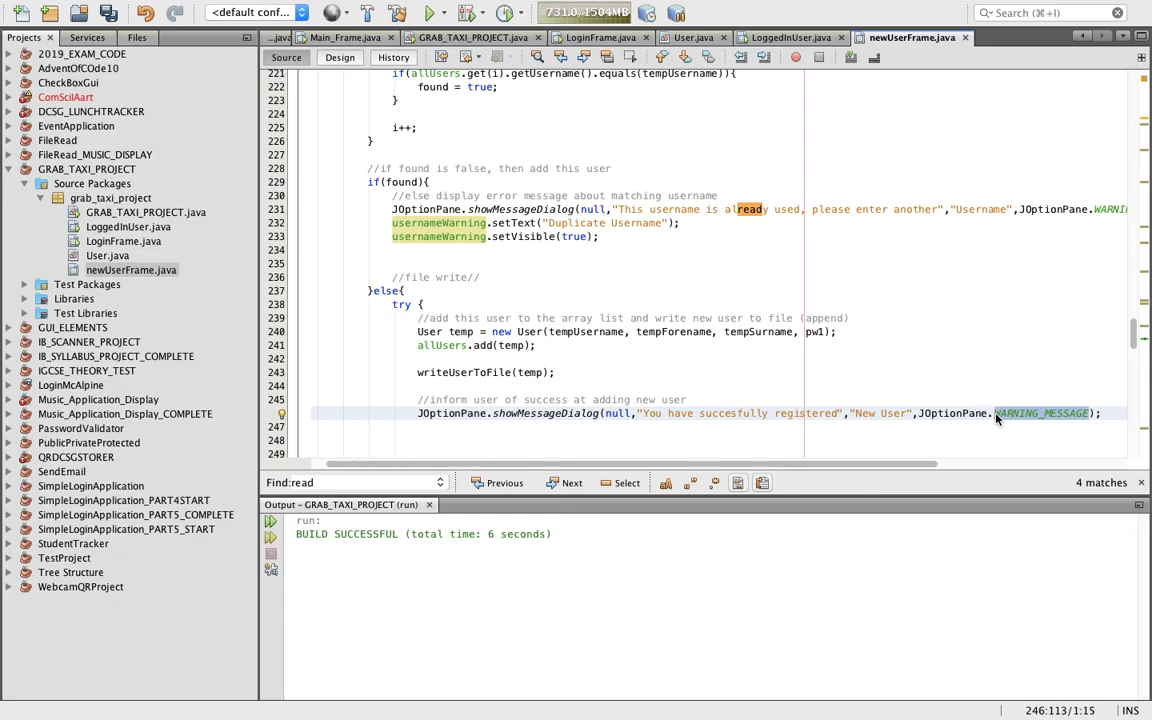 <default conf...
731.0/1504MB
Search (⌘+I)
Projects Services Files
...java Main_Frame.java GRAB_TAXI_PROJECT.java LoginFrame.java User.java LoggedInUser.java newUserFrame.java
Source Design History
2019_EXAM_CODE
AdventOfCOde10
CheckBoxGui
ComSciIAart
DCSG_LUNCHTRACKER
EventApplication
FileRead
FileRead_MUSIC_DISPLAY
GRAB_TAXI_PROJECT
Source Packages
grab_taxi_project
GRAB_TAXI_PROJECT.java
LoggedInUser.java
LoginFrame.java
User.java
newUserFrame.java
Test Packages
Libraries
Test Libraries
GUI_ELEMENTS
IB_SCANNER_PROJECT
IB_SYLLABUS_PROJECT_COMPLETE
IGCSE_THEORY_TEST
LoginMcAlpine
Music_Application_Display
Music_Application_Display_COMPLETE
PasswordValidator
PublicPrivateProtected
QRDCSGSTORER
SendEmail
SimpleLoginApplication
SimpleLoginApplication_PART4START
SimpleLoginApplication_PART5_COMPLETE
SimpleLoginApplication_PART5_START
StudentTracker
TestProject
Tree Structure
WebcamQRProject
221 if(allUsers.get(i).getUsername().equals(tempUsername)){
222 found = true;
223 }
224
225 i++;
226 }
227
228 //if found is false, then add this user
229 if(found){
230 //else display error message about matching username
231 JOptionPane.showMessageDialog(null,"This username is already used, please enter another","Username",JOptionPane.WARNIN
232 usernameWarning.setText("Duplicate Username");
233 usernameWarning.setVisible(true);
234
235
236 //file write//
237 }else{
238 try {
239 //add this user to the array list and write new user to file (append)
240 User temp = new User(tempUsername, tempForename, tempSurname, pw1);
241 allUsers.add(temp);
242
243 writeUserToFile(temp);
244
245 //inform user of success at adding new user
JOptionPane.showMessageDialog(null,"You have succesfully registered","New User",JOptionPane.WARNING_MESSAGE);
247
248
249
Find:read Previous Next Select 4 matches
Output - GRAB_TAXI_PROJECT (run)
run:
BUILD SUCCESSFUL (total time: 6 seconds)
246:113/1:15 INS